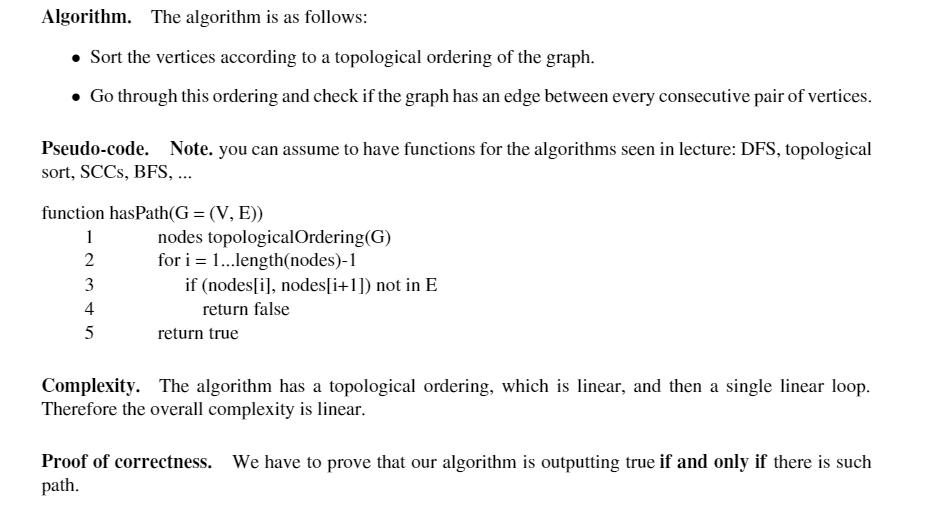 Algorithm. The algorithm is as follows:
• Sort the vertices according to a topological ordering of the graph.
• Go through this ordering and check if the graph has an edge between every consecutive pair of vertices.
Pseudo-code. Note. you can assume to have functions for the algorithms seen in lecture: DFS, topological
sort, SCCs, BFS, ...
function hasPath(G = (V, E))
1 nodes topologicalOrdering(G)
2 for i = 1...length(nodes)-1
3 if (nodes[i], nodes[i+1]) not in E
4 return false
5 return true
Complexity. The algorithm has a topological ordering, which is linear, and then a single linear loop.
Therefore the overall complexity is linear.
Proof of correctness. We have to prove that our algorithm is outputting true if and only if there is such
path.